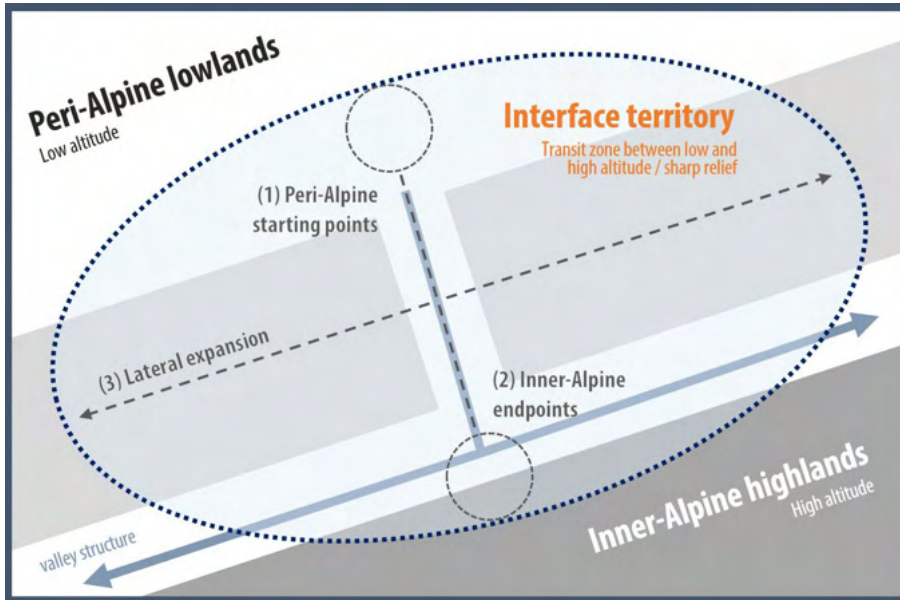 Peri-Alpine lowlands
Low altitude
Interface territory
Transit zone between low and
high altitude / sharp relief
(1) Peri-Alpine
starting points
(3) Lateral expansion
(2) Inner-Alpine
endpoints
Inner-Alpine highlands
High altitude
valley structure